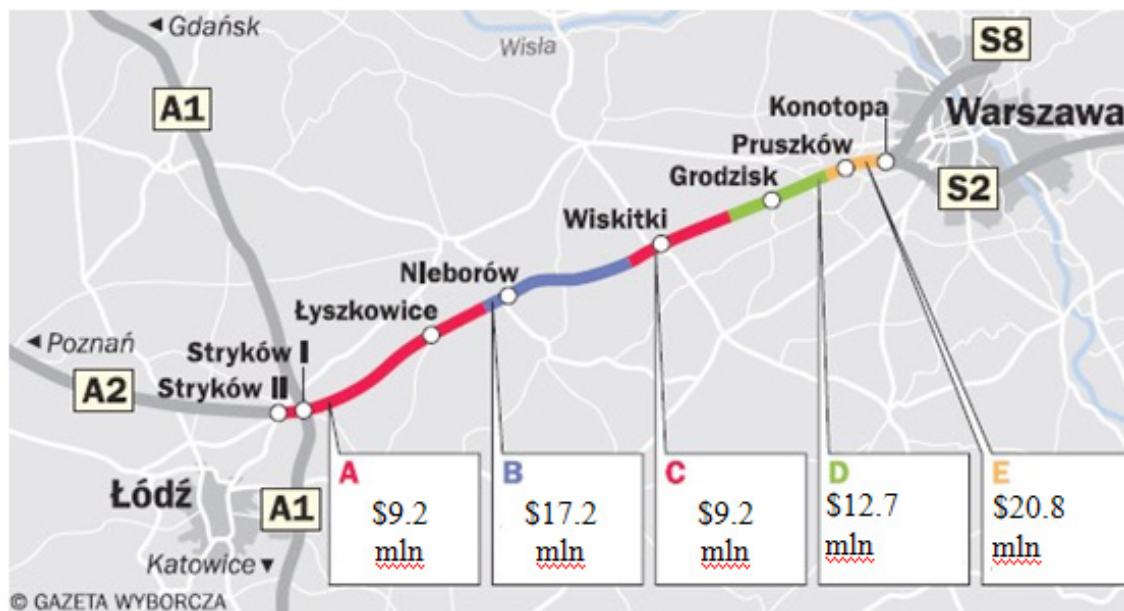 Gdańsk
Wisła
S8
A1
Konotopa
Warszawa
Pruszków
Grodzisk
S2
Wiskitki
Nieborów
Łyszkowice
Poznań
Stryków I
A2
Stryków II
A
B
C
D
E
$9.2
mln
$17.2
mln
$9.2
mln
$12.7
mln
$20.8
mln
Łódź
A1
Katowice
© GAZETA WYBORCZA